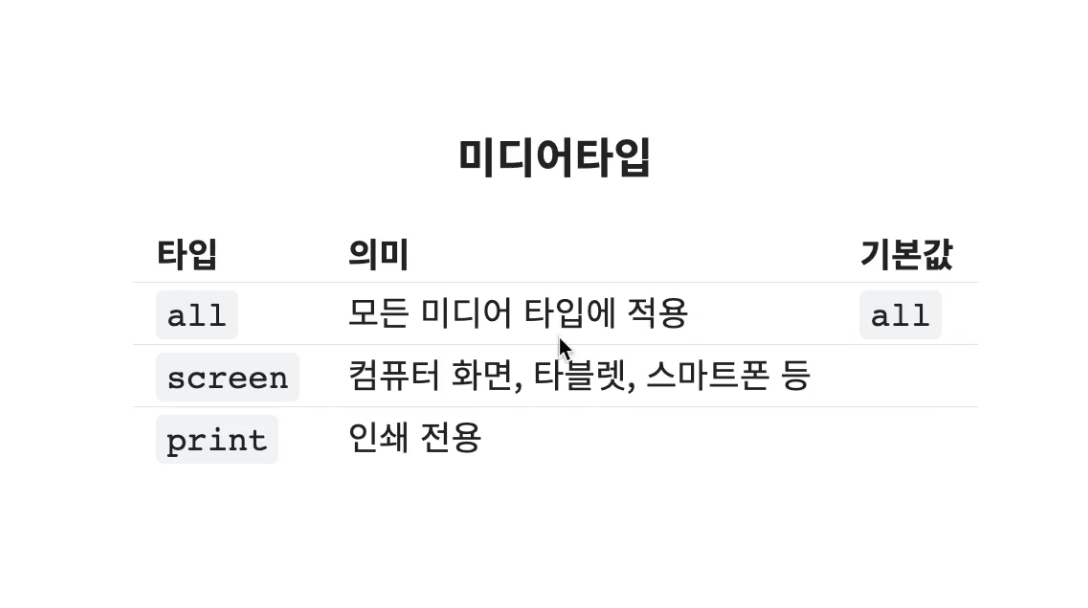 미디어타입
타입 의미 기본값
all 모든 미디어 타입에 적용 all
screen 컴퓨터 화면, 타블렛, 스마트폰 등
print 인쇄 전용